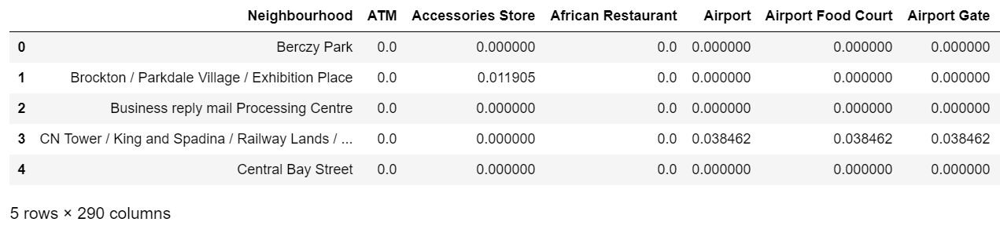 Neighbourhood ATM Accessories Store African Restaurant Airport Airport Food Court Airport Gate
0 Berczy Park 0.0 0.000000 0.0 0.000000 0.000000 0.000000
1 Brockton / Parkdale Village / Exhibition Place 0.0 0.011905 0.0 0.000000 0.000000 0.000000
2 Business reply mail Processing Centre 0.0 0.000000 0.0 0.000000 0.000000 0.000000
3 CN Tower / King and Spadina / Railway Lands / ... 0.0 0.000000 0.0 0.038462 0.038462 0.038462
4 Central Bay Street 0.0 0.000000 0.0 0.000000 0.000000 0.000000
5 rows × 290 columns